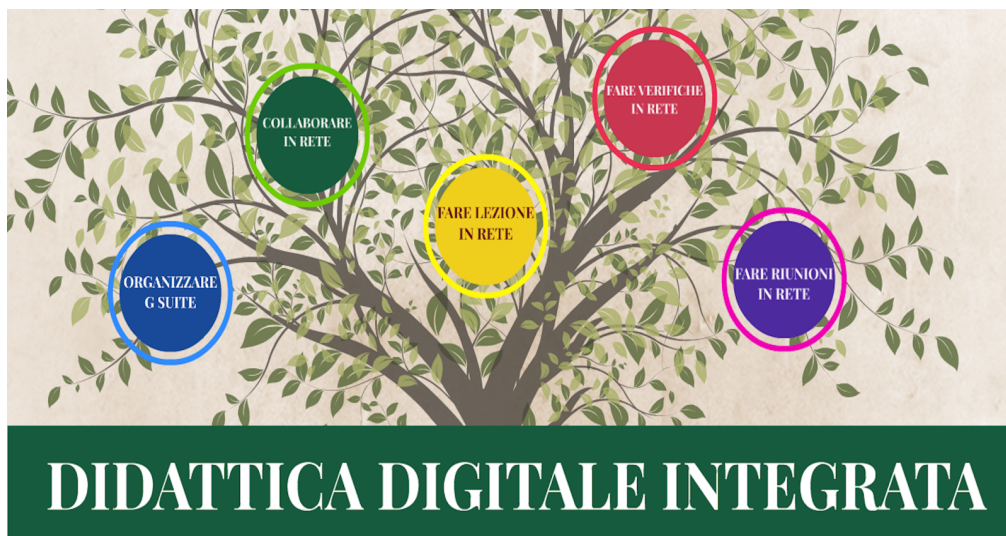 COLLABORARE
IN RETE
FARE VERIFICHE
IN RETE
FARE LEZIONE
IN RETE
ORGANIZZARE
G SUITE
FARE RIUNIONI
IN RETE
DIDATTICA DIGITALE INTEGRATA